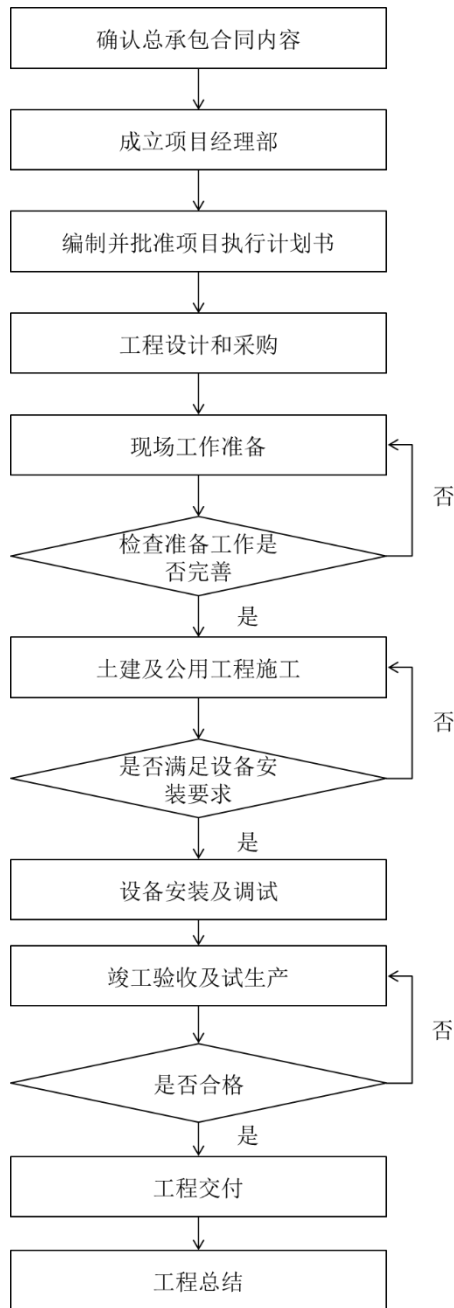 确认总承包合同内容
成立项目经理部
编制并批准项目执行计划书
工程设计和采购
现场工作准备
否
检查准备工作是
否完善
是
土建及公用工程施工
否
是否满足设备安
装要求
是
设备安装及调试
竣工验收及试生产
否
是否合格
是
工程交付
工程总结